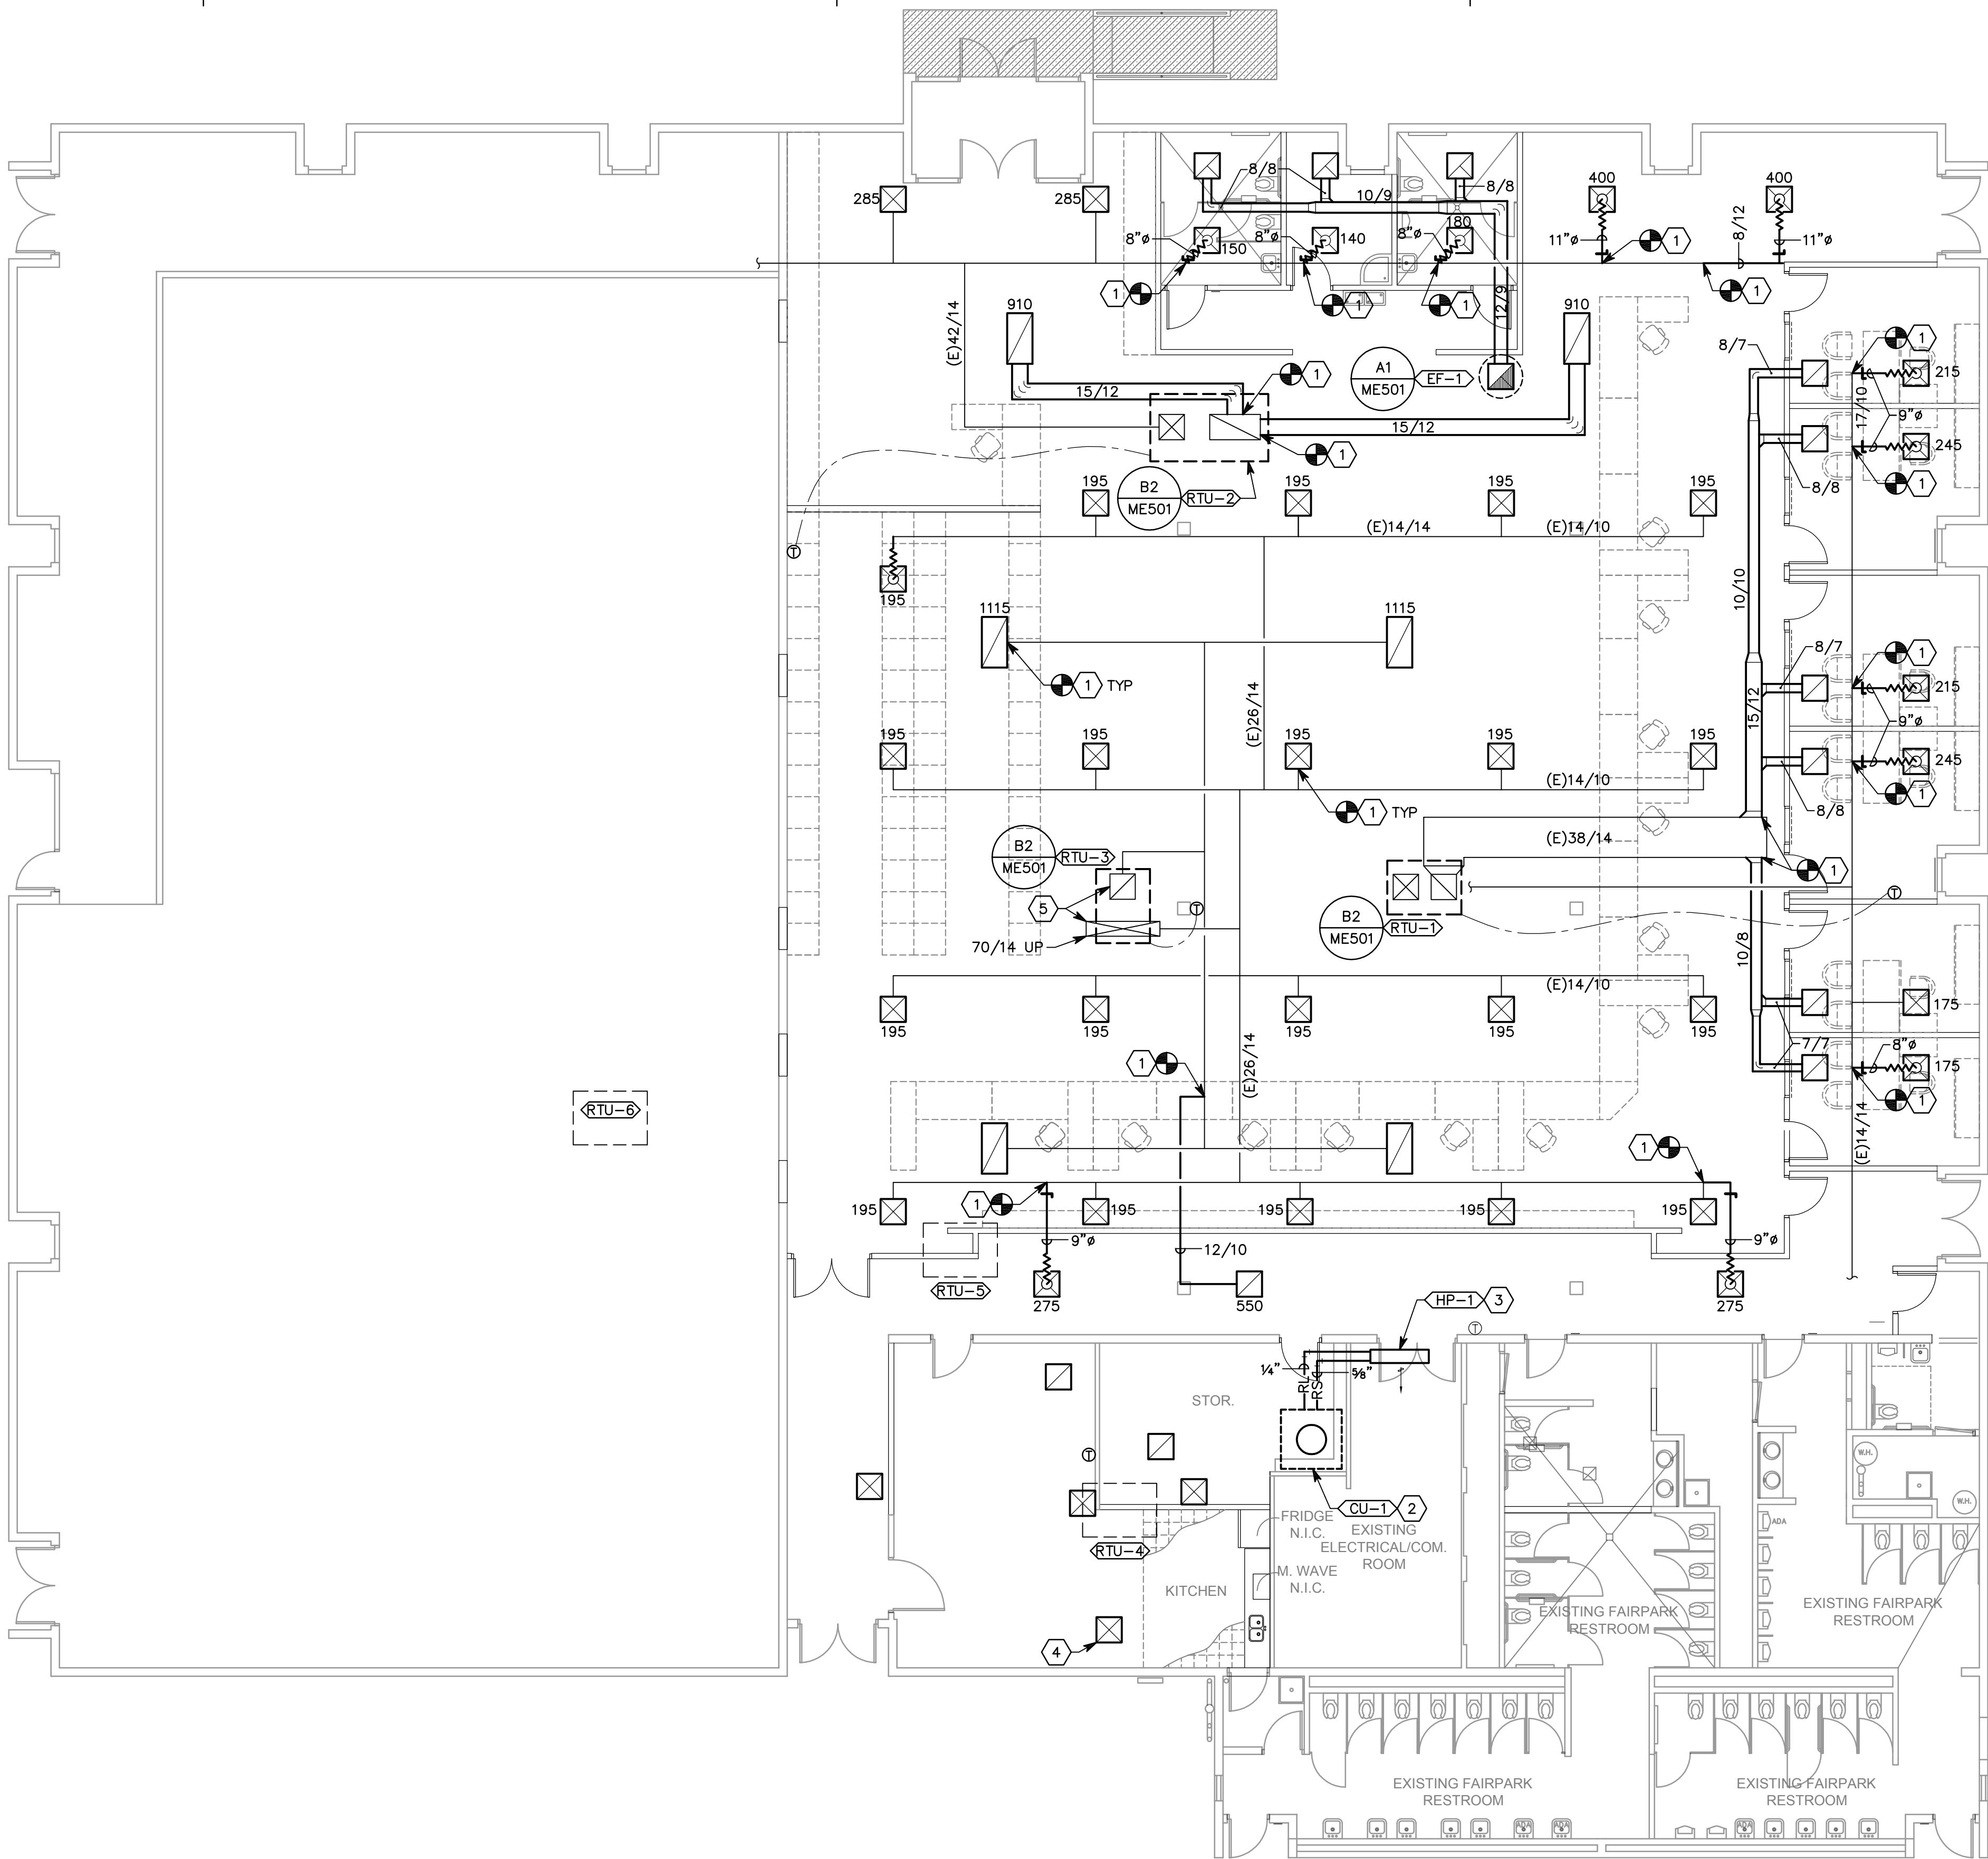 285
285
8/8
10/9
8/8
400
400
8"ø
150
8"ø
140
8"ø
180
11"ø
1
8/12
11"ø
1
1
1
1
(E)42/14
910
12/9
910
1
15/12
A1
ME501
EF-1
15/12
1
8/7
1
215
17/10
9"ø
245
8/8
1
B2
ME501
RTU-2
195
195
195
195
(E)14/14
(E)14/10
T
195
10/10
1115
1115
1 TYP
(E)26/14
8/7
1
215
15/12
9"ø
245
8/8
1
195
195
195
195
195
(E)14/10
1 TYP
(E)38/14
B2
ME501
RTU-3
5
70/14 UP
T
B2
ME501
RTU-1
1
T
10/8
(E)14/10
195
195
195
195
195
175
7/7
8"ø
175
1
(E)14/14
1
(E)26/14
RTU-6
1
1
195
195
195
195
195
9"ø
12/10
9"ø
RTU-5
275
550
275
HP-1
3
T
1/4"
5/8"
RL
RS
STOR.
T
CU-1
2
RTU-4
FRIDGE
N.I.C.
EXISTING
ELECTRICAL/COM.
ROOM
M. WAVE
N.I.C.
KITCHEN
4
W.H.
W.H.
ADA
EXISTING FAIRPARK
RESTROOM
EXISTING FAIRPARK
RESTROOM
EXISTING FAIRPARK
RESTROOM
EXISTING FAIRPARK
RESTROOM
ADA
ADA
ADA